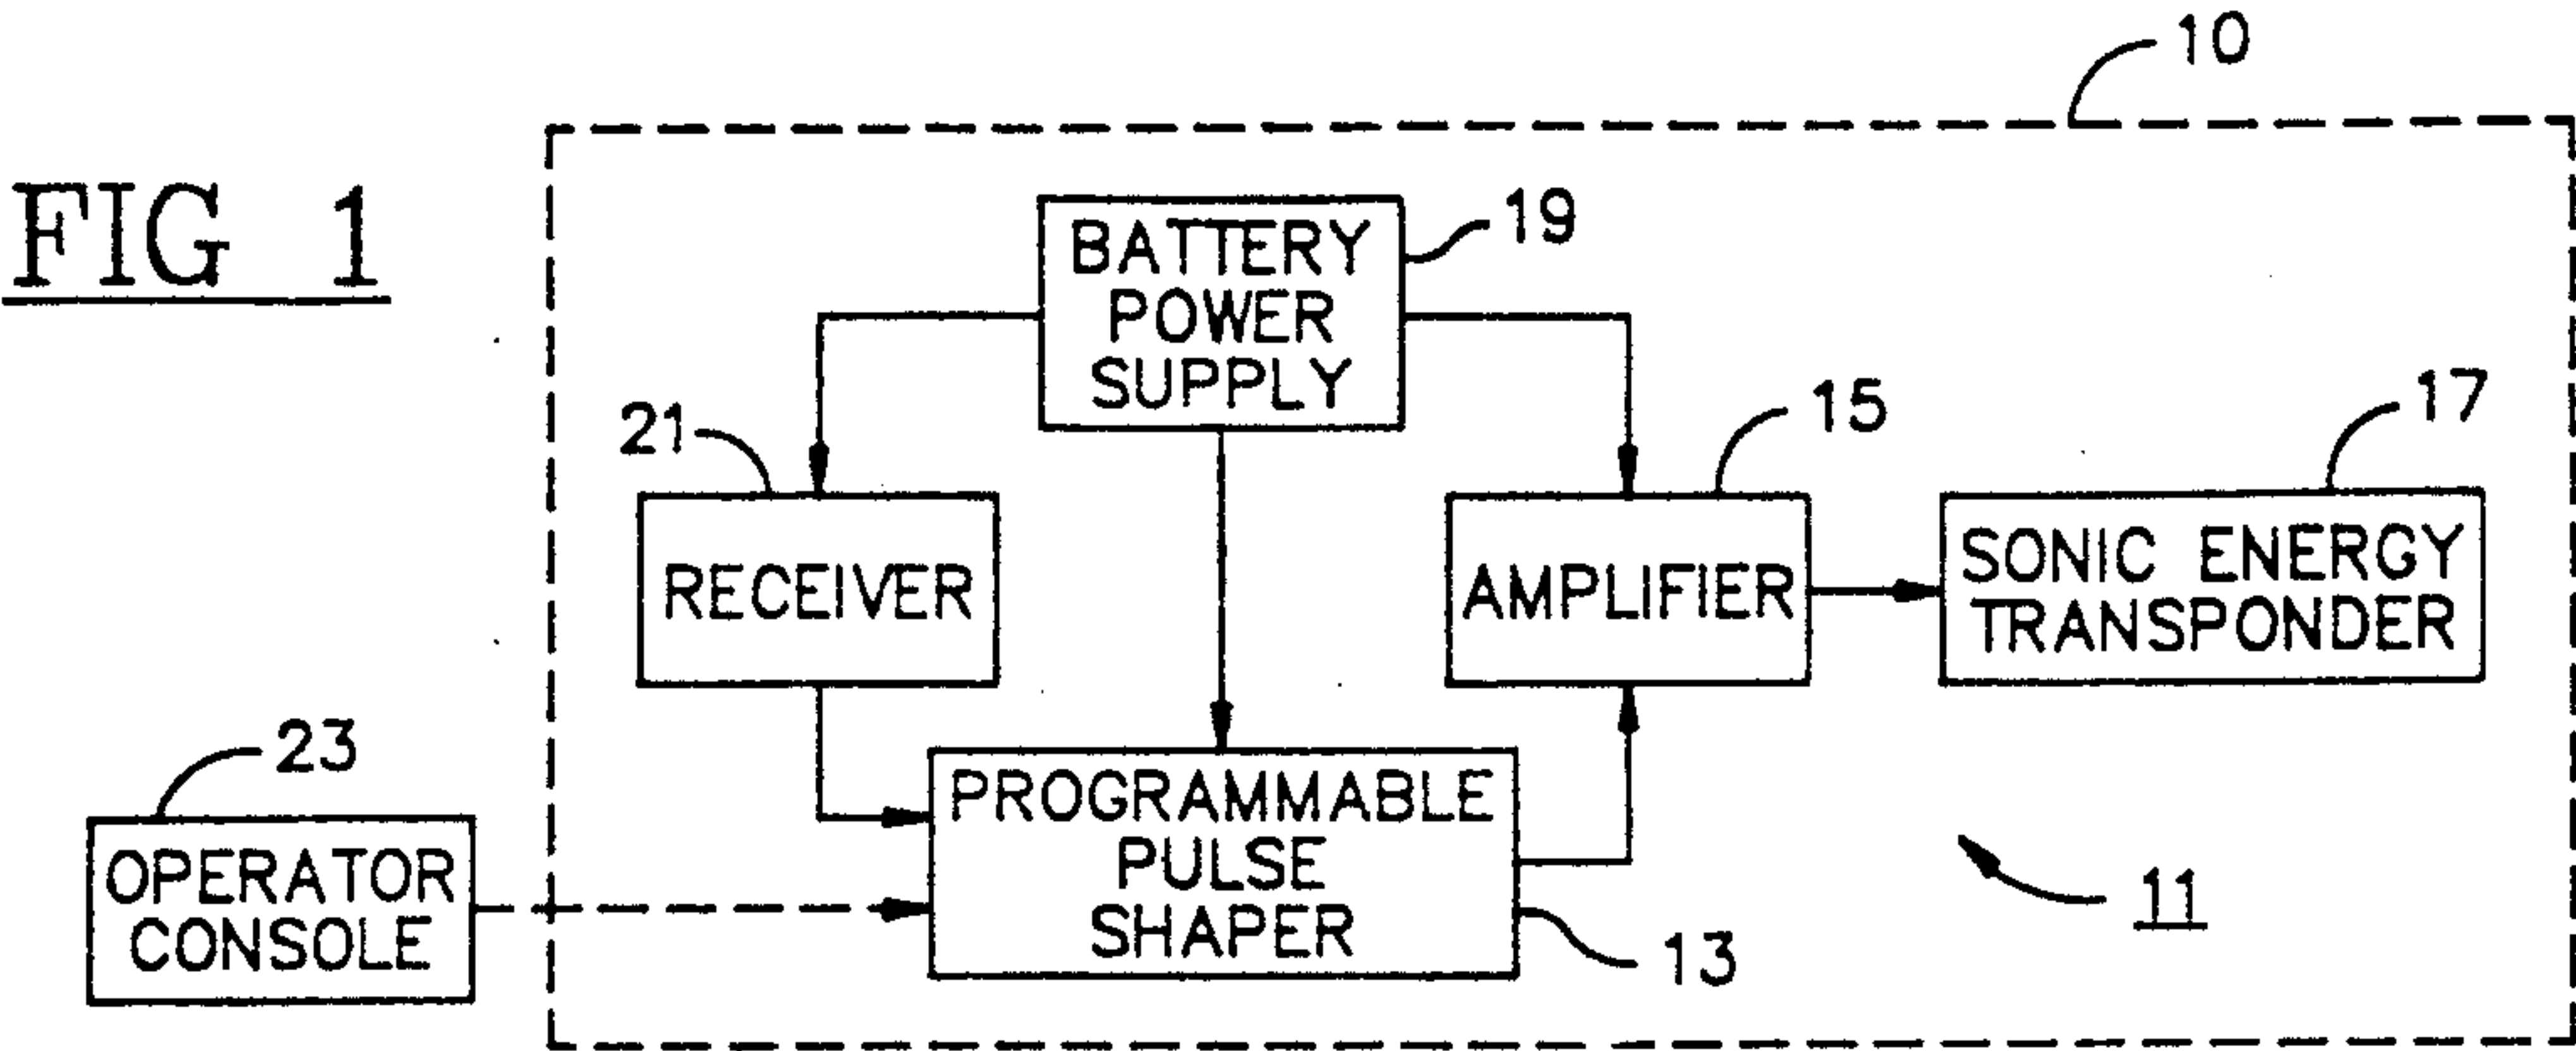 10
FIG 1
BATTERY
POWER
SUPPLY
19
21
15
17
RECEIVER
AMPLIFIER
SONIC ENERGY
TRANSPONDER
23
OPERATOR
CONSOLE
PROGRAMMABLE
PULSE
SHAPER
13
11